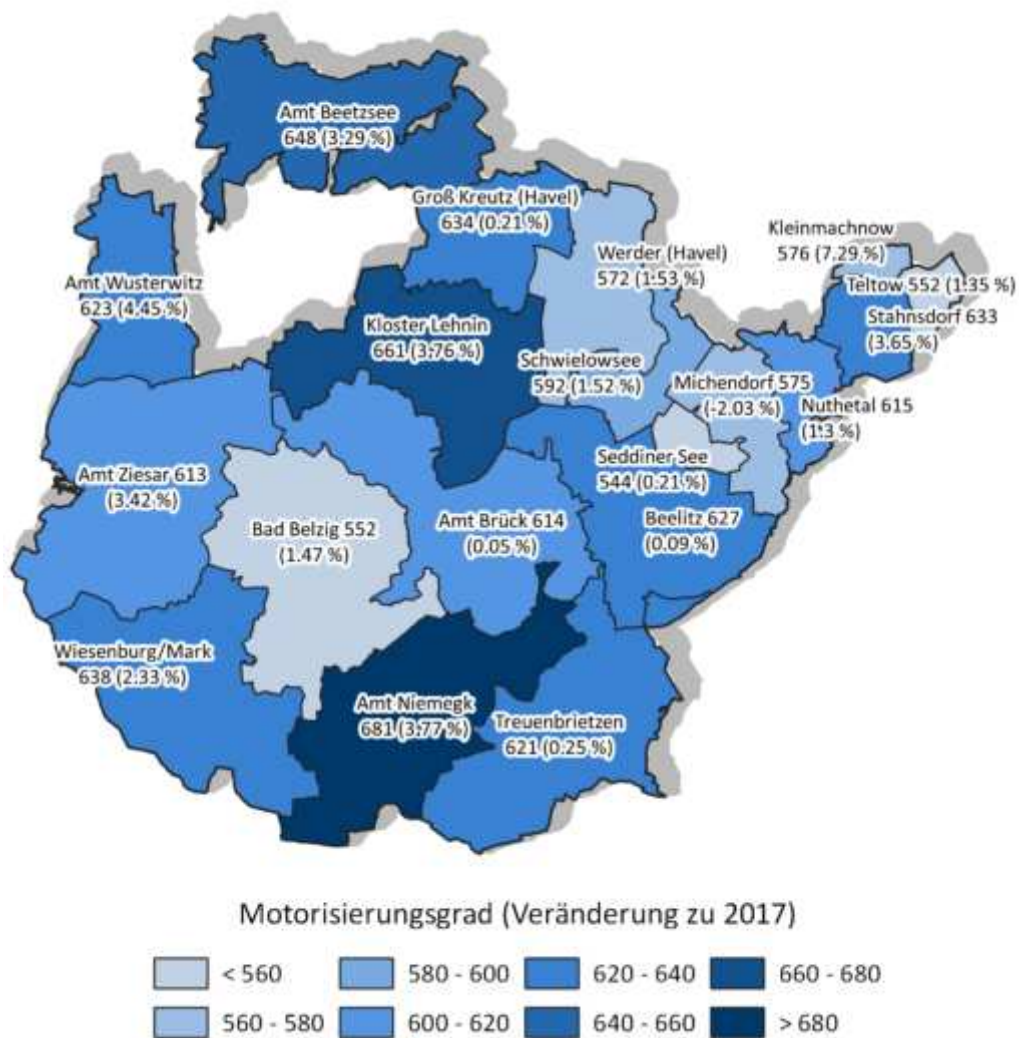 Amt Beetzsee
648 (3.29 %)
Groß Kreutz (Havel)
634 (0.21 %)
Kleinmachnow
576 (7.29 %)
Werder (Havel)
572 (1.53 %)
Teltow 552 (1.35 %)
Amt Wusterwitz
623 (4.45 %)
Stahnsdorf 633
(3.65 %)
Kloster Lehnin
661 (3.76 %)
Schwielowsee
592 (1.52 %)
Michendorf 575
(-2.03 %)
Nuthetal 615
(1.3 %)
Seddiner See
544 (0.21 %)
Amt Ziesar 613
(3.42 %)
Bad Belzig 552
(1.47 %)
Amt Brück 614
(0.05 %)
Beelitz 627
(0.09 %)
Wiesenburg/Mark
638 (2.33 %)
Amt Niemegk
681 (3.77 %)
Treuenbrietzen
621 (0.25 %)
Motorisierungsgrad (Veränderung zu 2017)
< 560 580 - 600 620 - 640 660 - 680
560 - 580 600 - 620 640 - 660 > 680